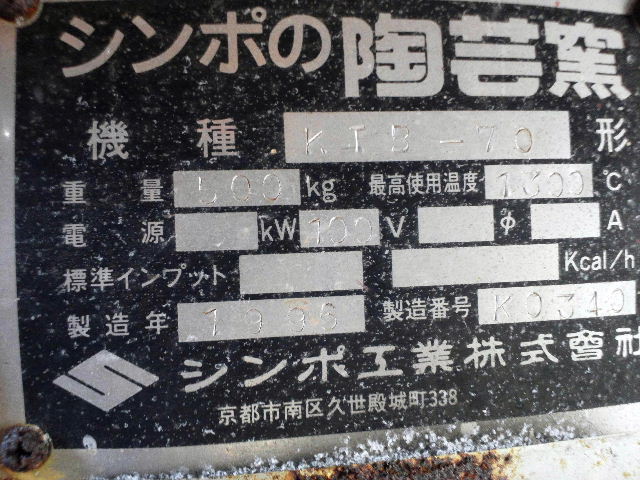 シンポの陶芸窯
機種 KTB-70 形
重量 500 kg 最高使用温度 1300 ℃
電源 kW 100 V φ A
標準インプット Kcal/h
製造年 1996 製造番号 K0340
シンポ工業株式會社
京都市南区久世殿城町338